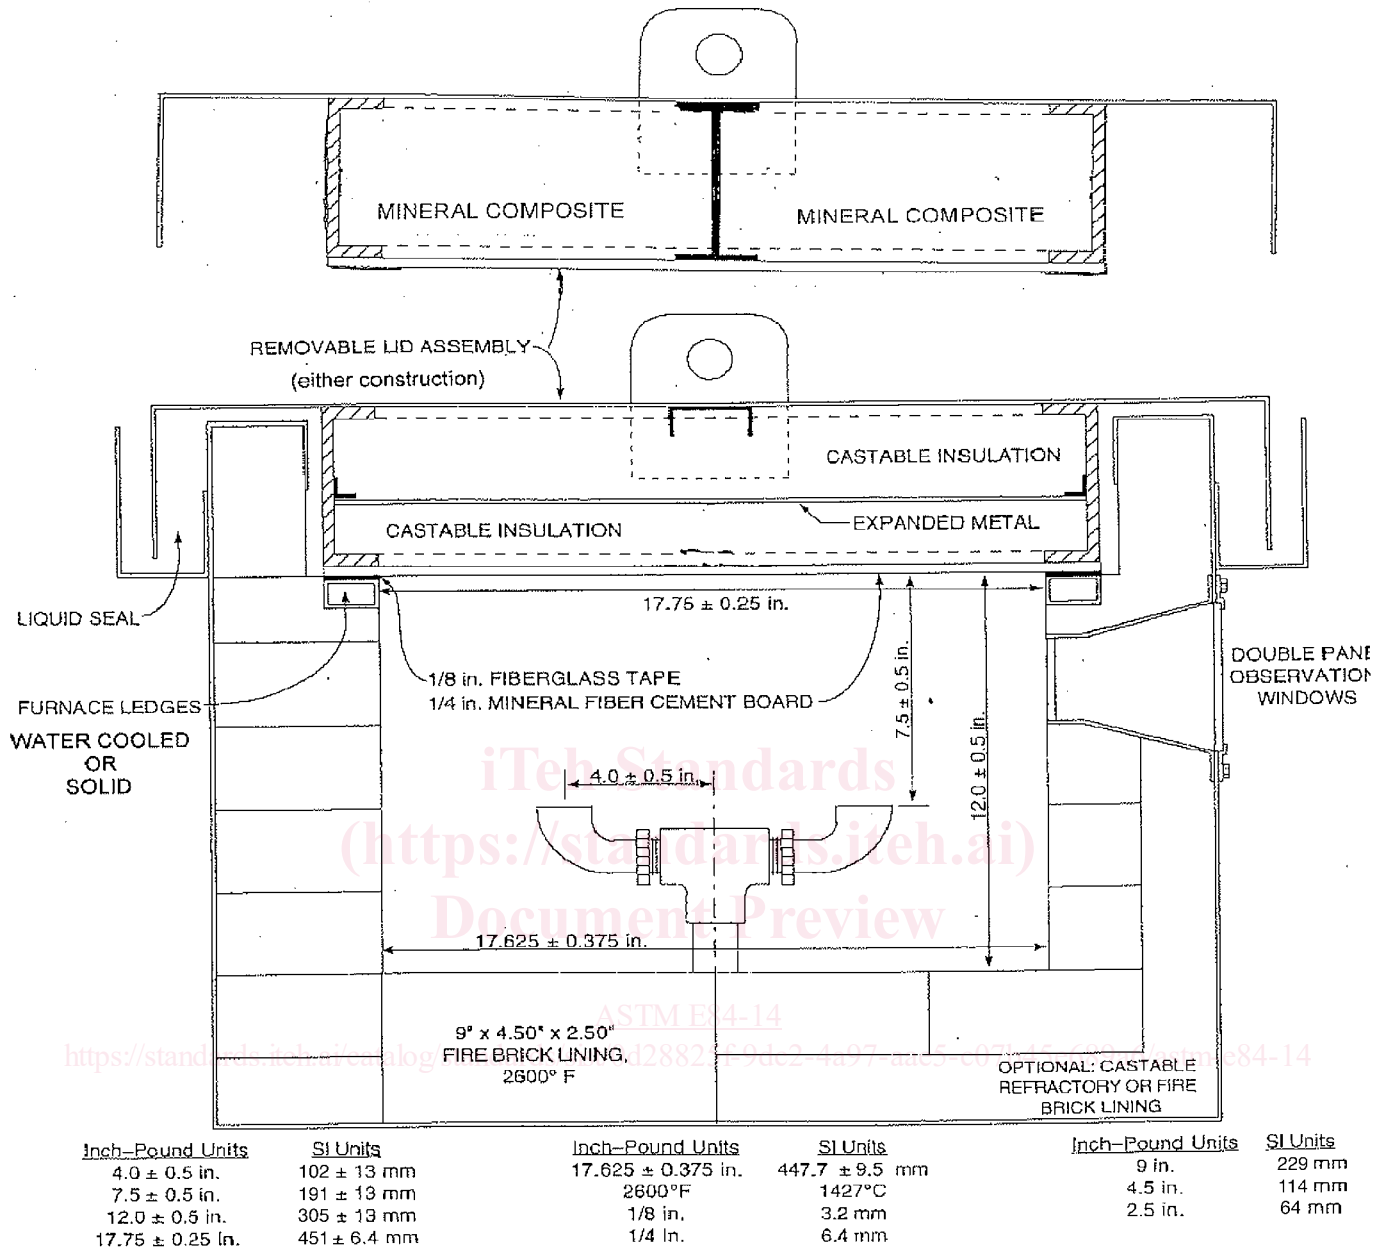 MINERAL COMPOSITE
MINERAL COMPOSITE
REMOVABLE LID ASSEMBLY
(either construction)
CASTABLE INSULATION
CASTABLE INSULATION
EXPANDED METAL
17.75 ± 0.25 in.
LIQUID SEAL
1/8 in. FIBERGLASS TAPE
1/4 in. MINERAL FIBER CEMENT BOARD
7.5 ± 0.5 in.
12.0 ± 0.5 in.
DOUBLE PANE
OBSERVATION
WINDOWS
FURNACE LEDGES
WATER COOLED
OR
SOLID
iTeh Standards
4.0 ± 0.5 in.
(https://standards.iteh.ai)
Document Preview
17.625 ± 0.375 in.
ASTM E84-14
9" x 4.50" x 2.50"
FIRE BRICK LINING,
2600° F
OPTIONAL: CASTABLE
REFRACTORY OR FIRE
BRICK LINING
Inch–Pound Units SI Units
4.0 ± 0.5 in. 102 ± 13 mm
7.5 ± 0.5 in. 191 ± 13 mm
12.0 ± 0.5 in. 305 ± 13 mm
17.75 ± 0.25 in. 451 ± 6.4 mm
Inch–Pound Units SI Units
17.625 ± 0.375 in. 447.7 ± 9.5 mm
2600°F 1427°C
1/8 in. 3.2 mm
1/4 in. 6.4 mm
Inch–Pound Units SI Units
9 in. 229 mm
4.5 in. 114 mm
2.5 in. 64 mm